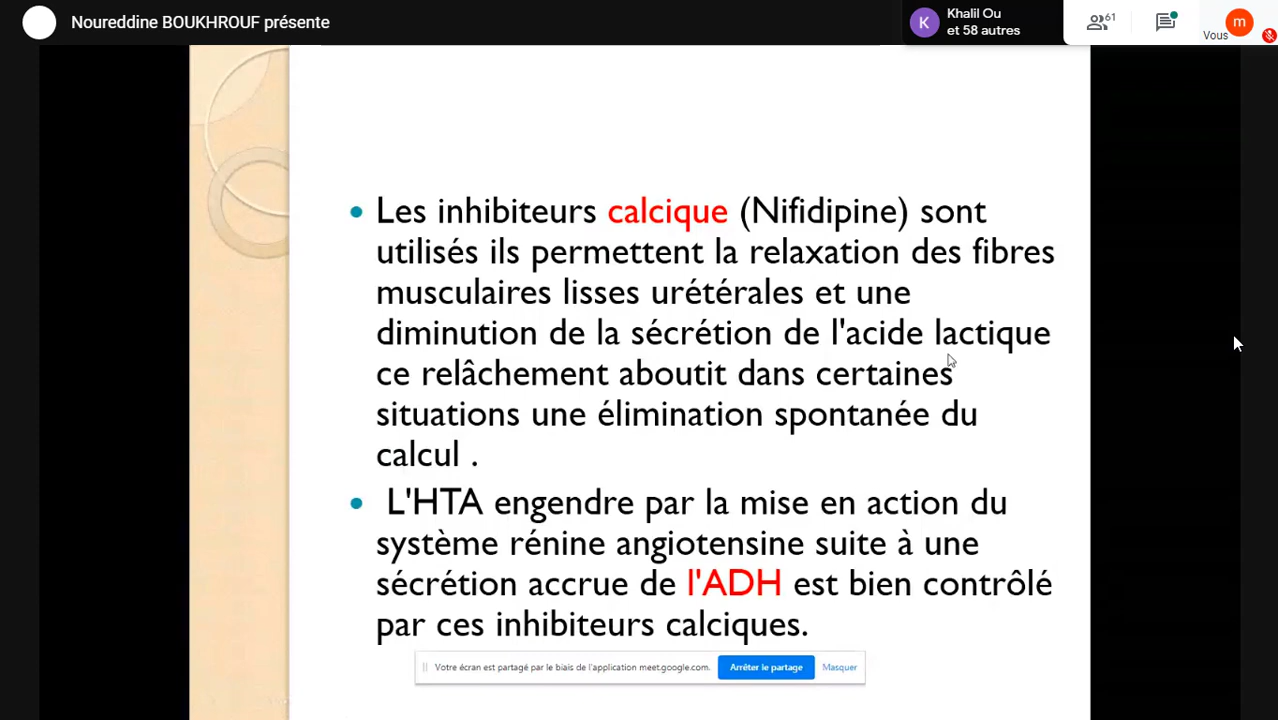 Noureddine BOUKHROUF présente
K
Khalil Ou
et 58 autres
61
m
Vous
Les inhibiteurs calcique (Nifidipine) sont
utilisés ils permettent la relaxation des fibres
musculaires lisses urétérales et une
diminution de la sécrétion de l'acide lactique
ce relâchement aboutit dans certaines
situations une élimination spontanée du
calcul .
L'HTA engendre par la mise en action du
système rénine angiotensine suite à une
sécrétion accrue de l'ADH est bien contrôlé
par ces inhibiteurs calciques.
Votre écran est partagé par le biais de l'application meet.google.com.
Arrêter le partage
Masquer